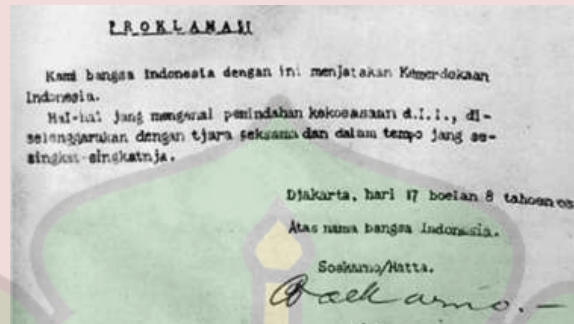 P R O K L A M A S I
Kami bangsa Indonesia dengan ini menjatakan Kemerdekaan
Indonesia.
Hal-hal jang mengenai pemindahan kekoeasaan d.l.l., di-
selenggarakan dengan tjara seksama dan dalam tempo jang se-
singkat-singkatnja.
Djakarta, hari 17 boelan 8 tahoen 05
Atas nama bangsa Indonesia.
Soekarno/Hatta.
Soekarno.-